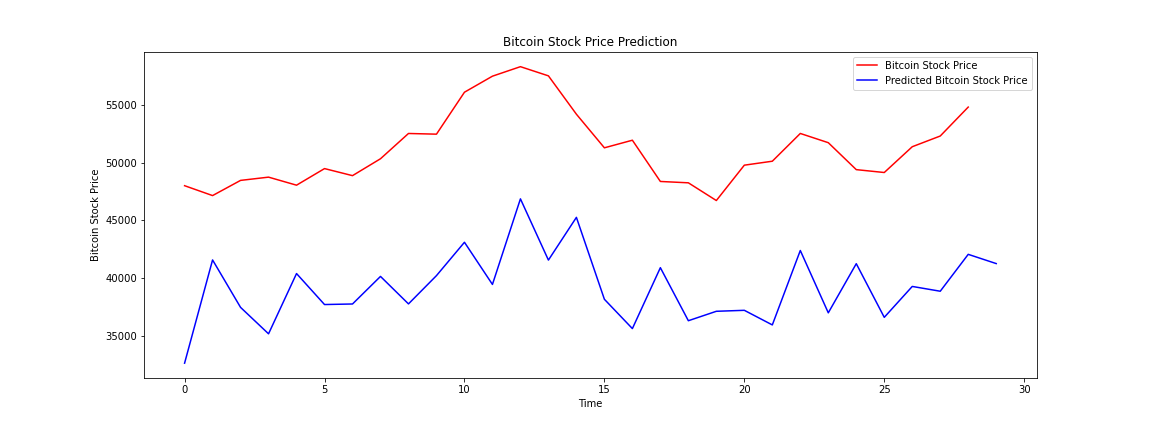 Bitcoin Stock Price Prediction
Bitcoin Stock Price
Predicted Bitcoin Stock Price
Bitcoin Stock Price
55000
50000
45000
40000
35000
0 5 10 15 20 25 30
Time